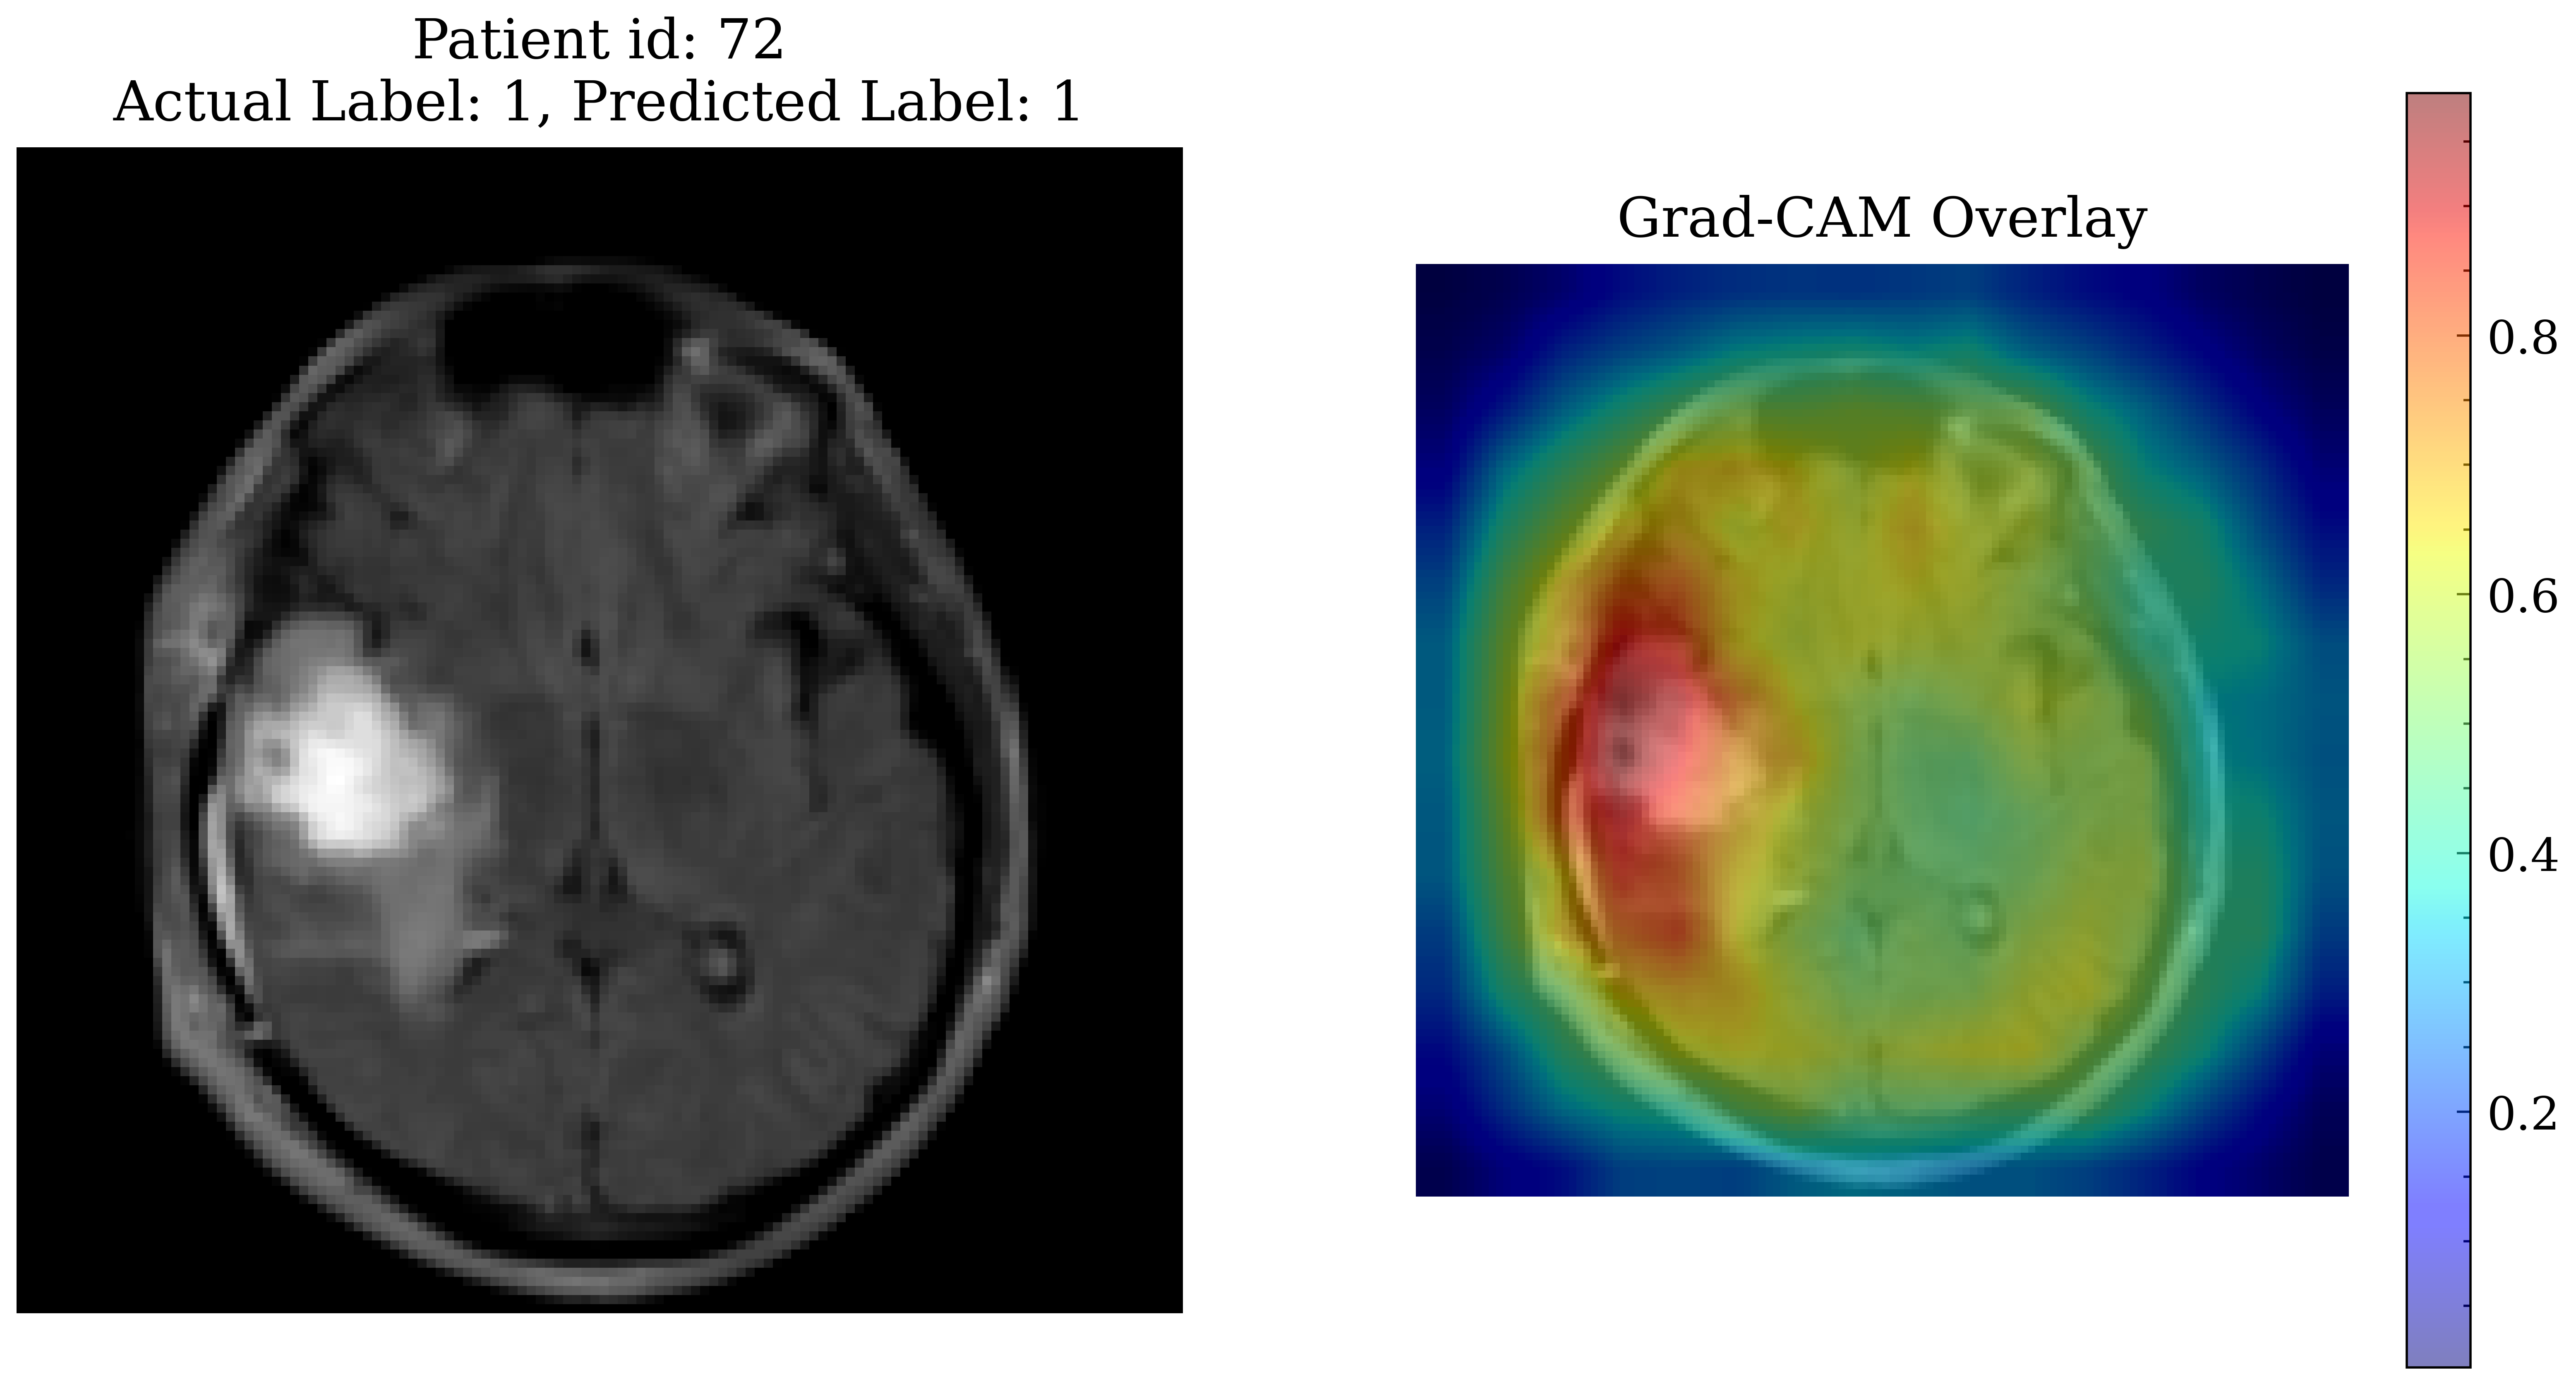 Patient id: 72
Actual Label: 1, Predicted Label: 1
Grad-CAM Overlay
0.8
0.6
0.4
0.2